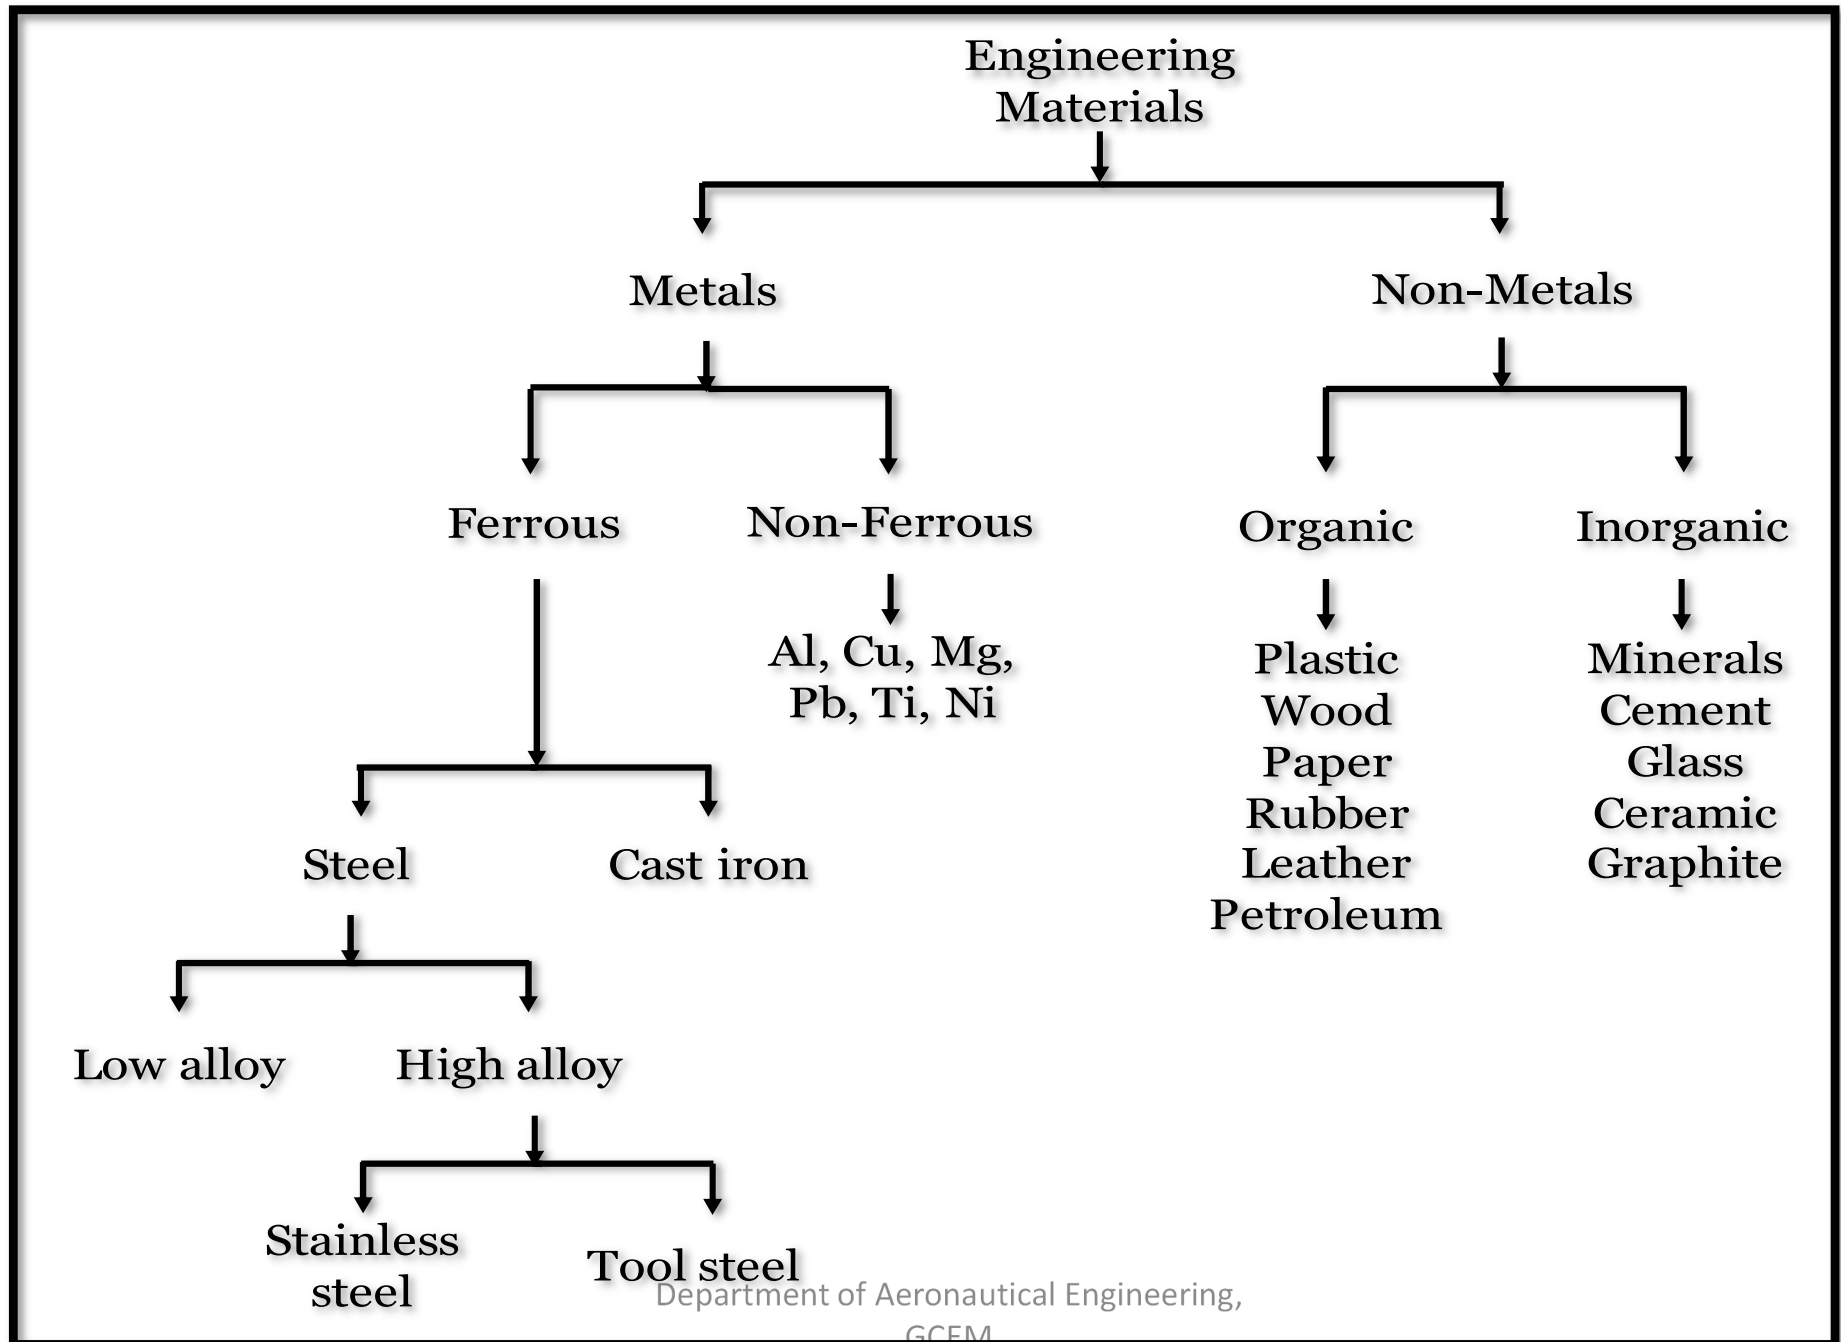 Engineering
Materials
Metals
Non-Metals
Ferrous
Non-Ferrous
Organic
Inorganic
Al, Cu, Mg,
Pb, Ti, Ni
Plastic
Wood
Paper
Rubber
Leather
Petroleum
Minerals
Cement
Glass
Ceramic
Graphite
Steel
Cast iron
Low alloy
High alloy
Stainless
steel
Tool steel
Department of Aeronautical Engineering,
GCEM